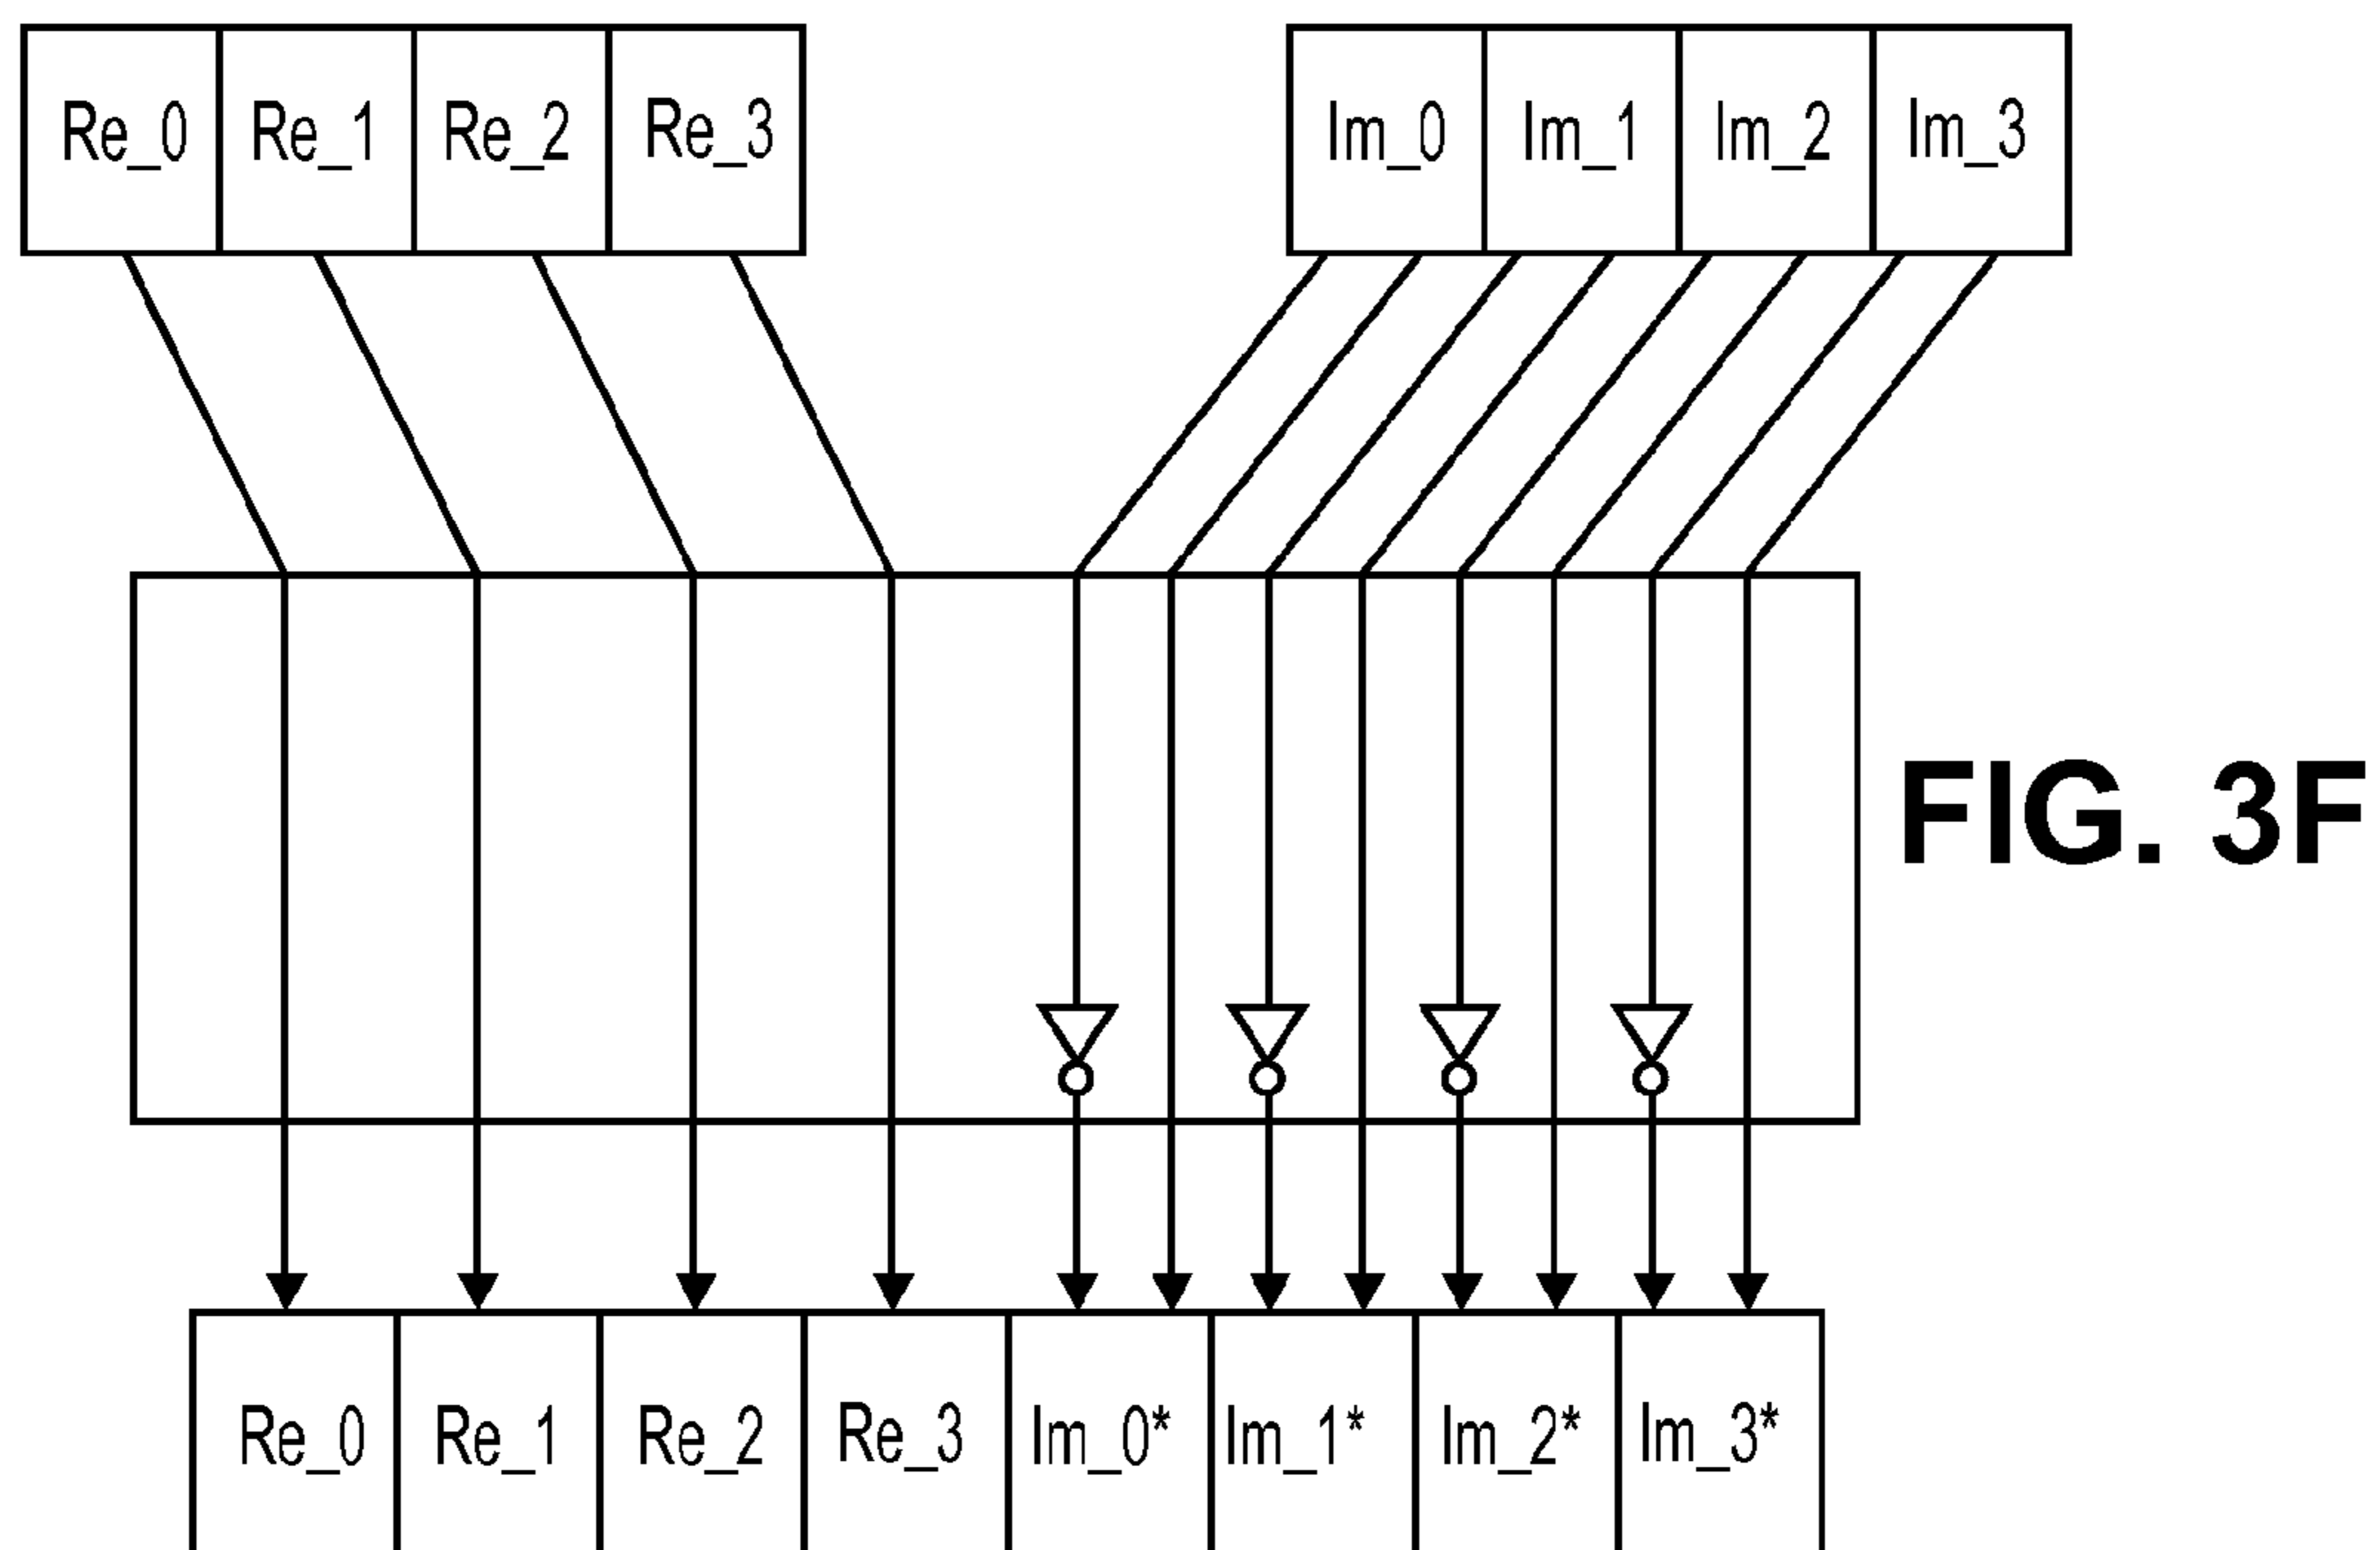 Re_0 Re_1 Re_2 Re_3 Im_0 Im_1 Im_2 Im_3
FIG. 3F
Re_0 Re_1 Re_2 Re_3 Im_0* Im_1* Im_2* Im_3*